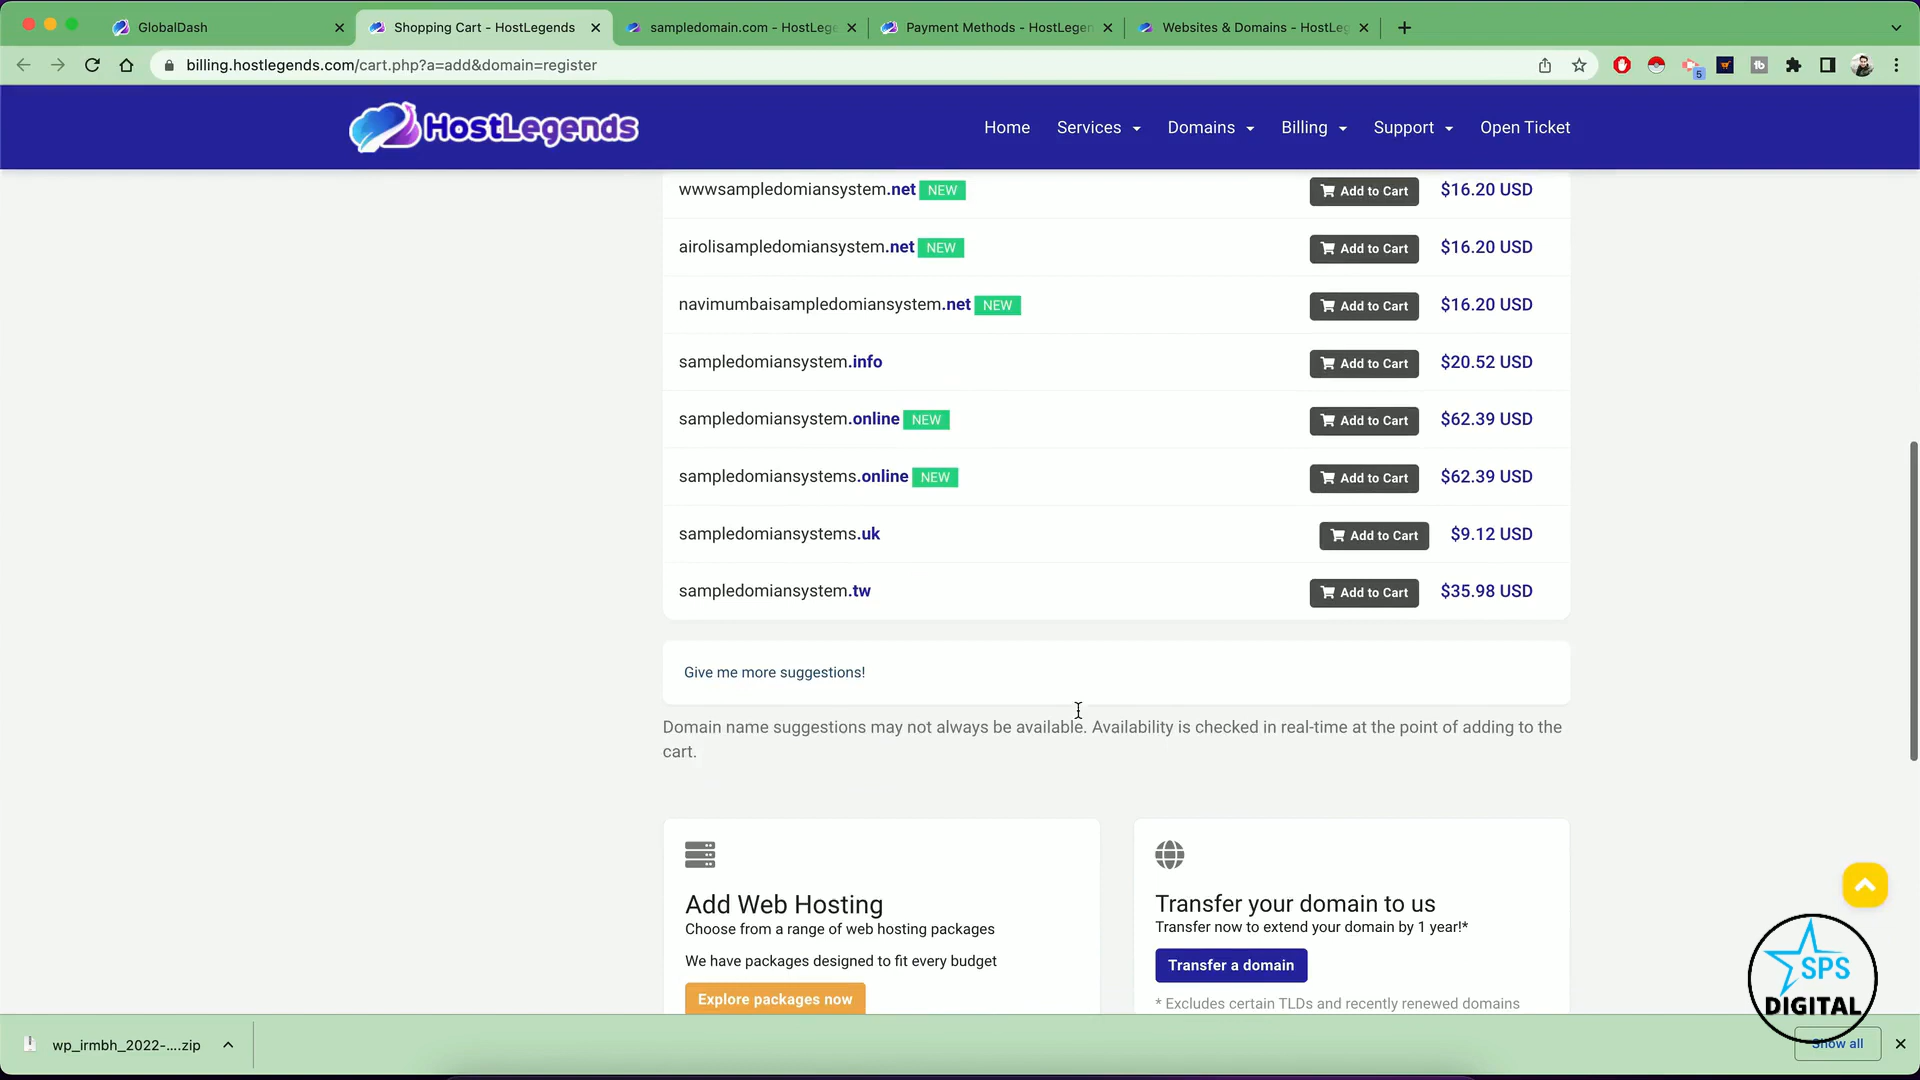 GlobalDash
Shopping Cart - HostLegends
sampledomain.com - HostLege
Payment Methods - HostLegen
Websites & Domains - HostLeg
billing.hostlegends.com/cart.php?a=add&domain=register
5
tb
HostLegends
Home
Services
Domains
Billing
Support
Open Ticket
wwwsampledomiansystem.net NEW Add to Cart $16.20 USD
airolisampledomiansystem.net NEW Add to Cart $16.20 USD
navimumbaisampledomiansystem.net NEW Add to Cart $16.20 USD
sampledomiansystem.info Add to Cart $20.52 USD
sampledomiansystem.online NEW Add to Cart $62.39 USD
sampledomiansystems.online NEW Add to Cart $62.39 USD
sampledomiansystems.uk Add to Cart $9.12 USD
sampledomiansystem.tw Add to Cart $35.98 USD
Give me more suggestions!
Domain name suggestions may not always be available. Availability is checked in real-time at the point of adding to the
cart.
Add Web Hosting
Choose from a range of web hosting packages
We have packages designed to fit every budget
Explore packages now
Transfer your domain to us
Transfer now to extend your domain by 1 year!*
Transfer a domain
* Excludes certain TLDs and recently renewed domains
SPS
DIGITAL
wp_irmbh_2022-....zip
Show all